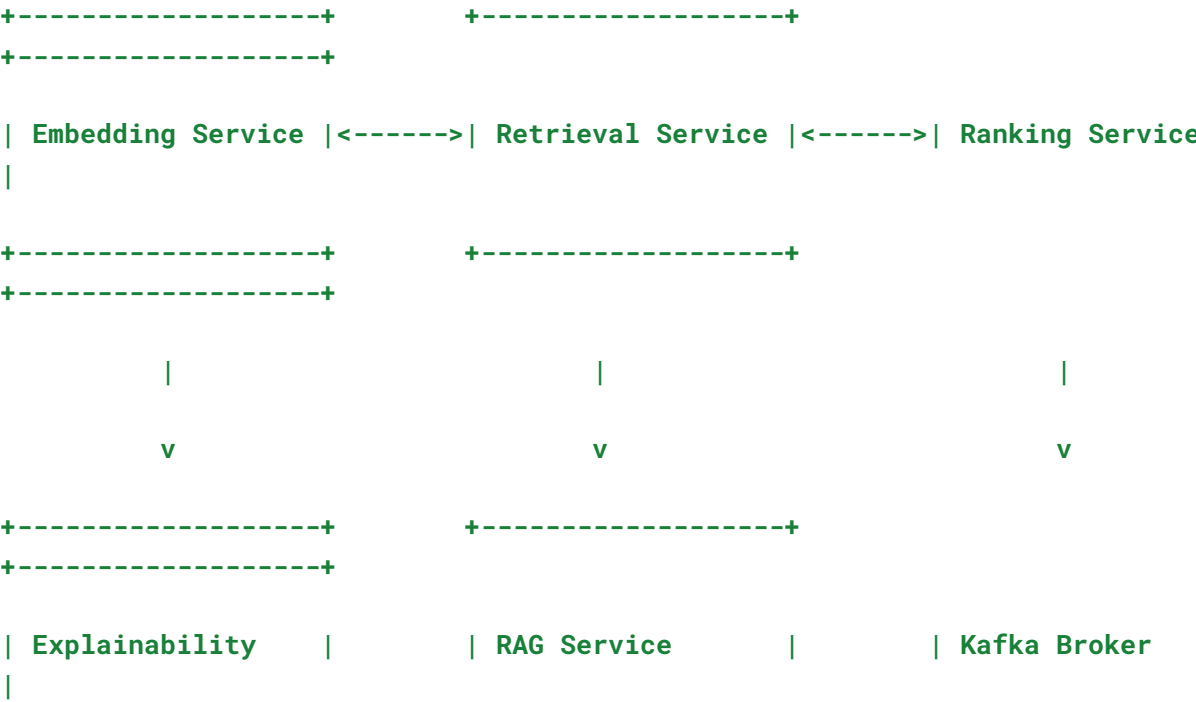 +-------------------+        +-------------------+
+-------------------+
| Embedding Service |<------>| Retrieval Service |<------>| Ranking Service
|
+-------------------+        +-------------------+
+-------------------+
          |                          |                            |
          v                          v                            v
+-------------------+        +-------------------+
+-------------------+
| Explainability    |        | RAG Service       |        | Kafka Broker
|